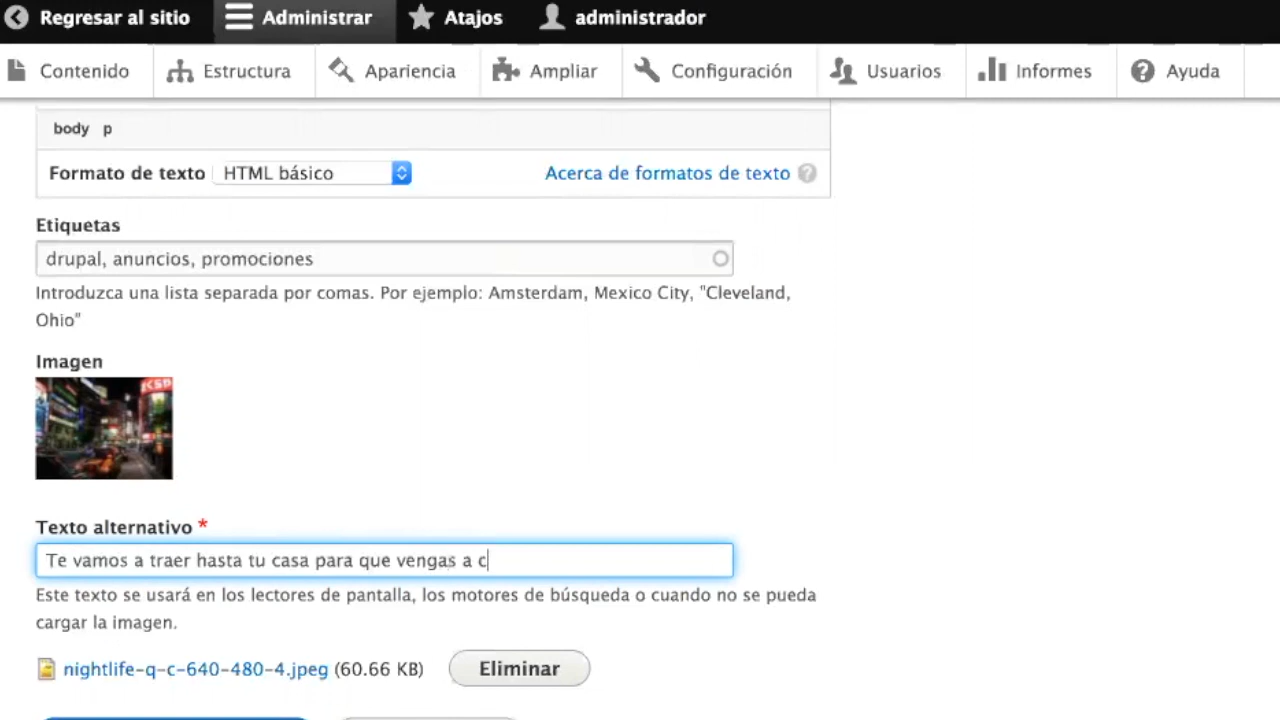 Regresar al sitio Administrar Atajos administrador
Contenido Estructura Apariencia Ampliar Configuración Usuarios Informes Ayuda
body p
Formato de texto HTML básico Acerca de formatos de texto ?
Etiquetas
drupal, anuncios, promociones
Introduzca una lista separada por comas. Por ejemplo: Amsterdam, Mexico City, "Cleveland,
Ohio"
Imagen
Texto alternativo *
Te vamos a traer hasta tu casa para que vengas a c
Este texto se usará en los lectores de pantalla, los motores de búsqueda o cuando no se pueda
cargar la imagen.
nightlife-q-c-640-480-4.jpeg (60.66 KB) Eliminar